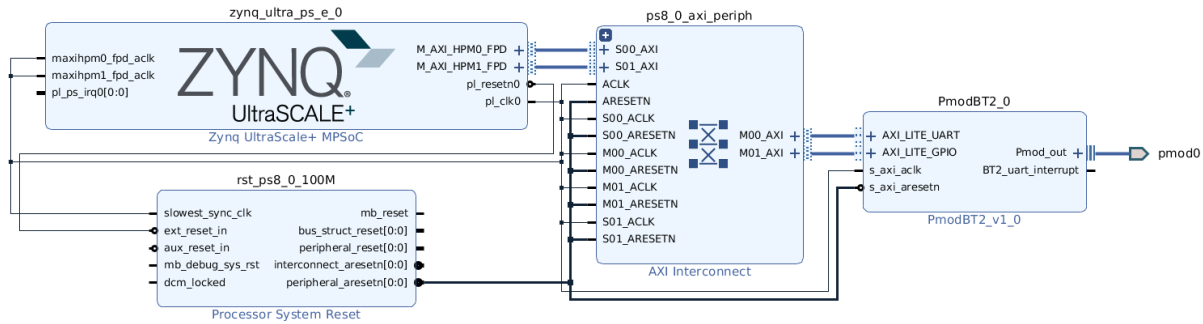 zynq_ultra_ps_e_0
maxihpm0_fpd_aclk
maxihpm1_fpd_aclk
pl_ps_irq0[0:0]
ZYNQ®
UltraSCALE+
M_AXI_HPM0_FPD
M_AXI_HPM1_FPD
pl_resetn0
pl_clk0
Zynq UltraScale+ MPSoC
rst_ps8_0_100M
slowest_sync_clk
ext_reset_in
aux_reset_in
mb_debug_sys_rst
dcm_locked
mb_reset
bus_struct_reset[0:0]
peripheral_reset[0:0]
interconnect_aresetn[0:0]
peripheral_aresetn[0:0]
Processor System Reset
ps8_0_axi_periph
S00_AXI
S01_AXI
ACLK
ARESETN
S00_ACLK
S00_ARESETN
M00_ACLK
M00_ARESETN
M01_ACLK
M01_ARESETN
S01_ACLK
S01_ARESETN
M00_AXI
M01_AXI
AXI Interconnect
PmodBT2_0
AXI_LITE_UART
AXI_LITE_GPIO
s_axi_aclk
s_axi_aresetn
Pmod_out
BT2_uart_interrupt
PmodBT2_v1_0
pmod0